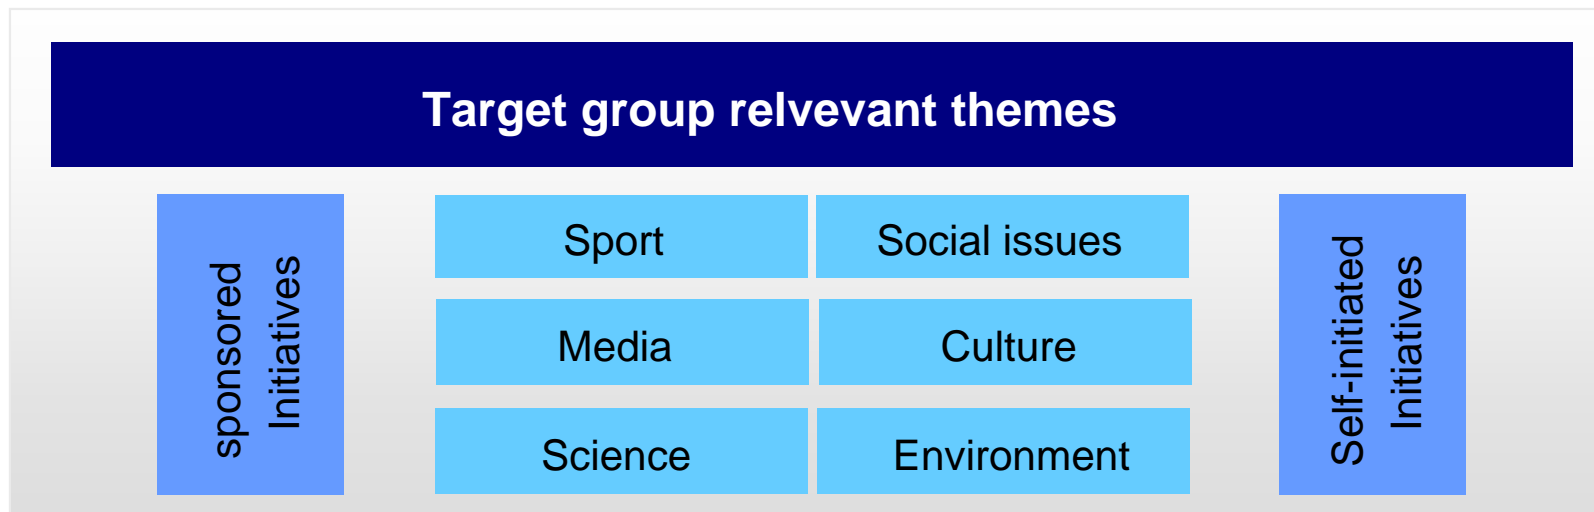 Target group relvevant themes
sponsored
Initiatives
Sport
Social issues
Media
Culture
Science
Environment
Self-initiated
Initiatives